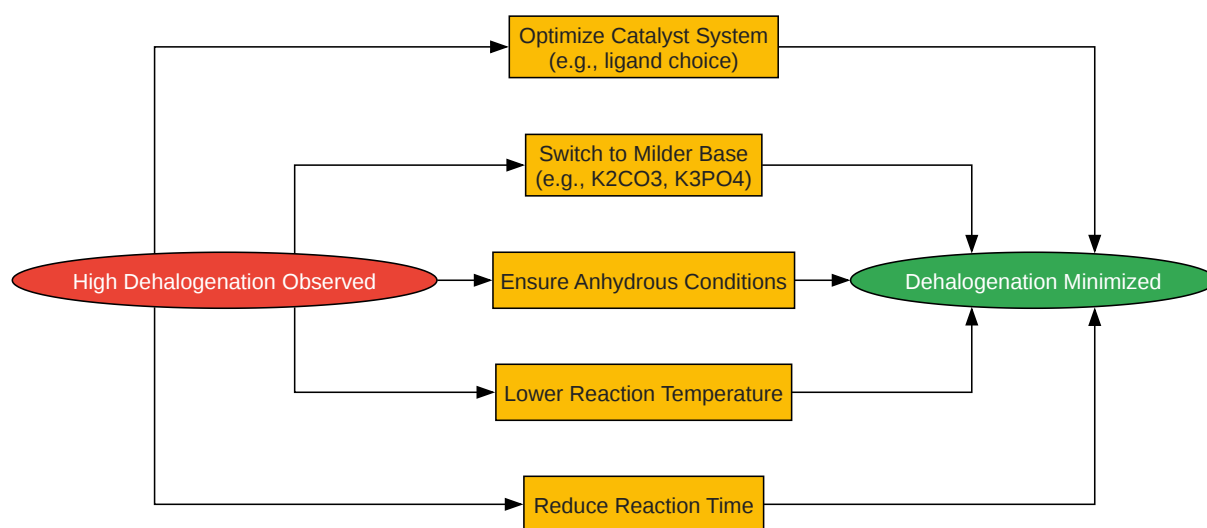 Optimize Catalyst System
(e.g., ligand choice)
Switch to Milder Base
(e.g., K2CO3, K3PO4)
High Dehalogenation Observed
Ensure Anhydrous Conditions
Dehalogenation Minimized
Lower Reaction Temperature
Reduce Reaction Time